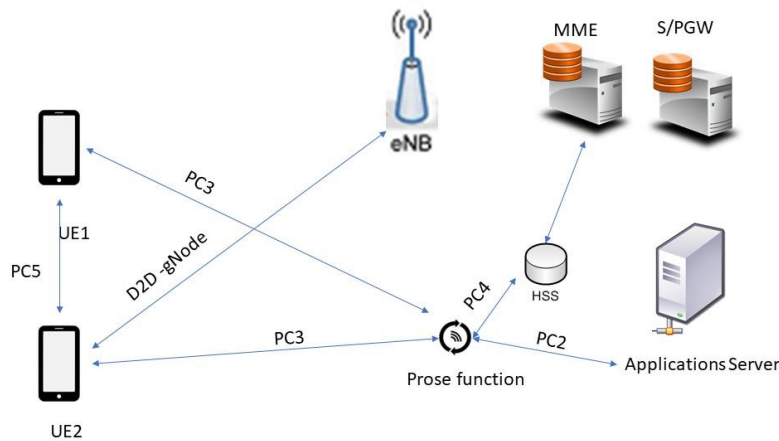 MME
S/PGW
eNB
PC3
UE1
D2D -gNode
PC5
PC4
HSS
PC3
PC2
Applications Server
Prose function
UE2